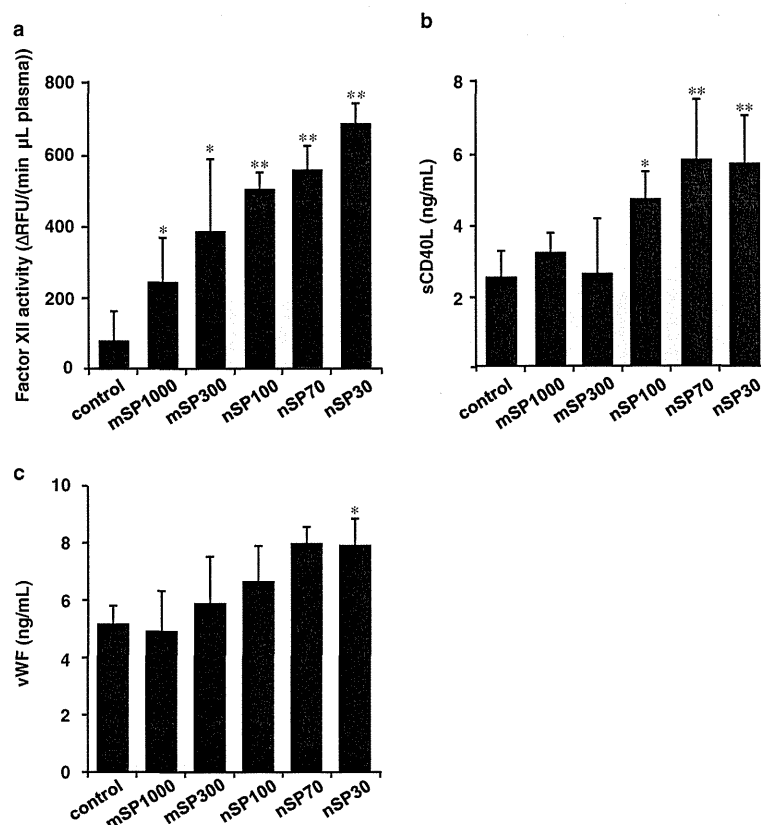 a
Factor XII activity (ΔRFU/(min μL plasma))
800
600
400
200
0
*
*
**
**
**
control
mSP1000
mSP300
nSP100
nSP70
nSP30
b
sCD40L (ng/mL)
8
6
4
2
*
**
**
control
mSP1000
mSP300
nSP100
nSP70
nSP30
c
vWF (ng/mL)
10
8
6
4
2
0
*
control
mSP1000
mSP300
nSP100
nSP70
nSP30